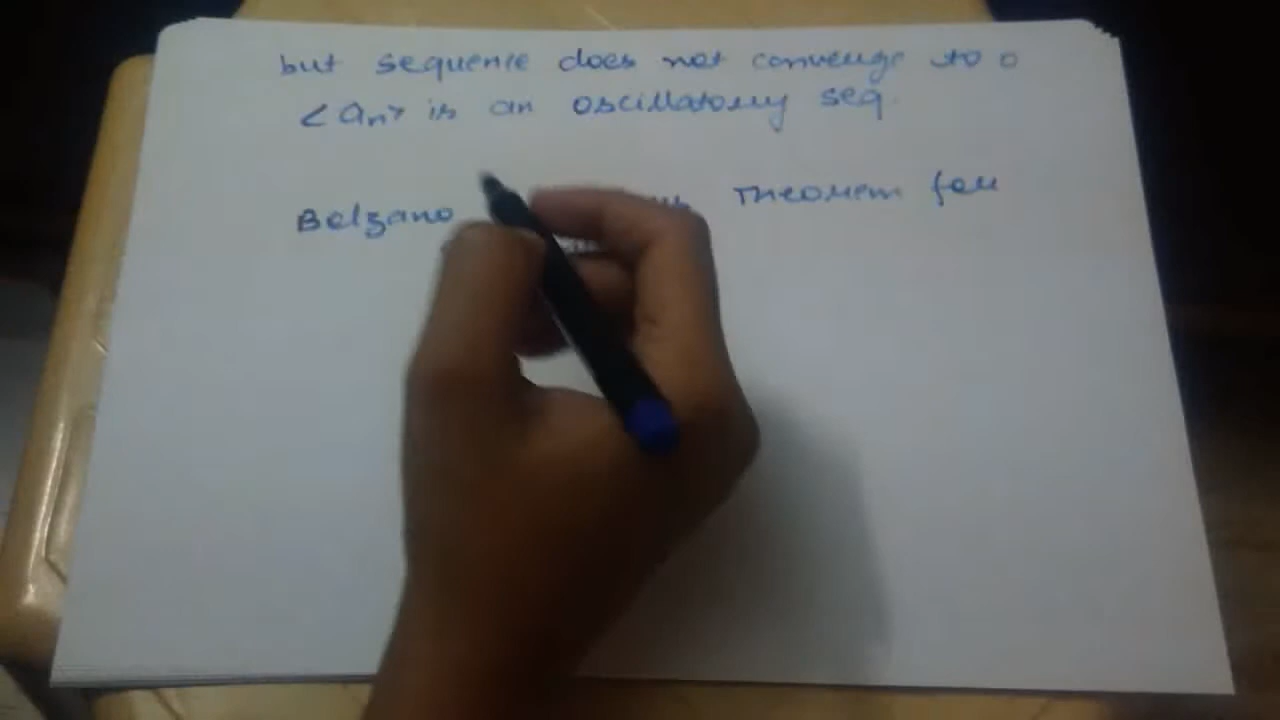 but sequence does not converge to 0
<an> is an oscillatory seq.
Bolzano Theorem for